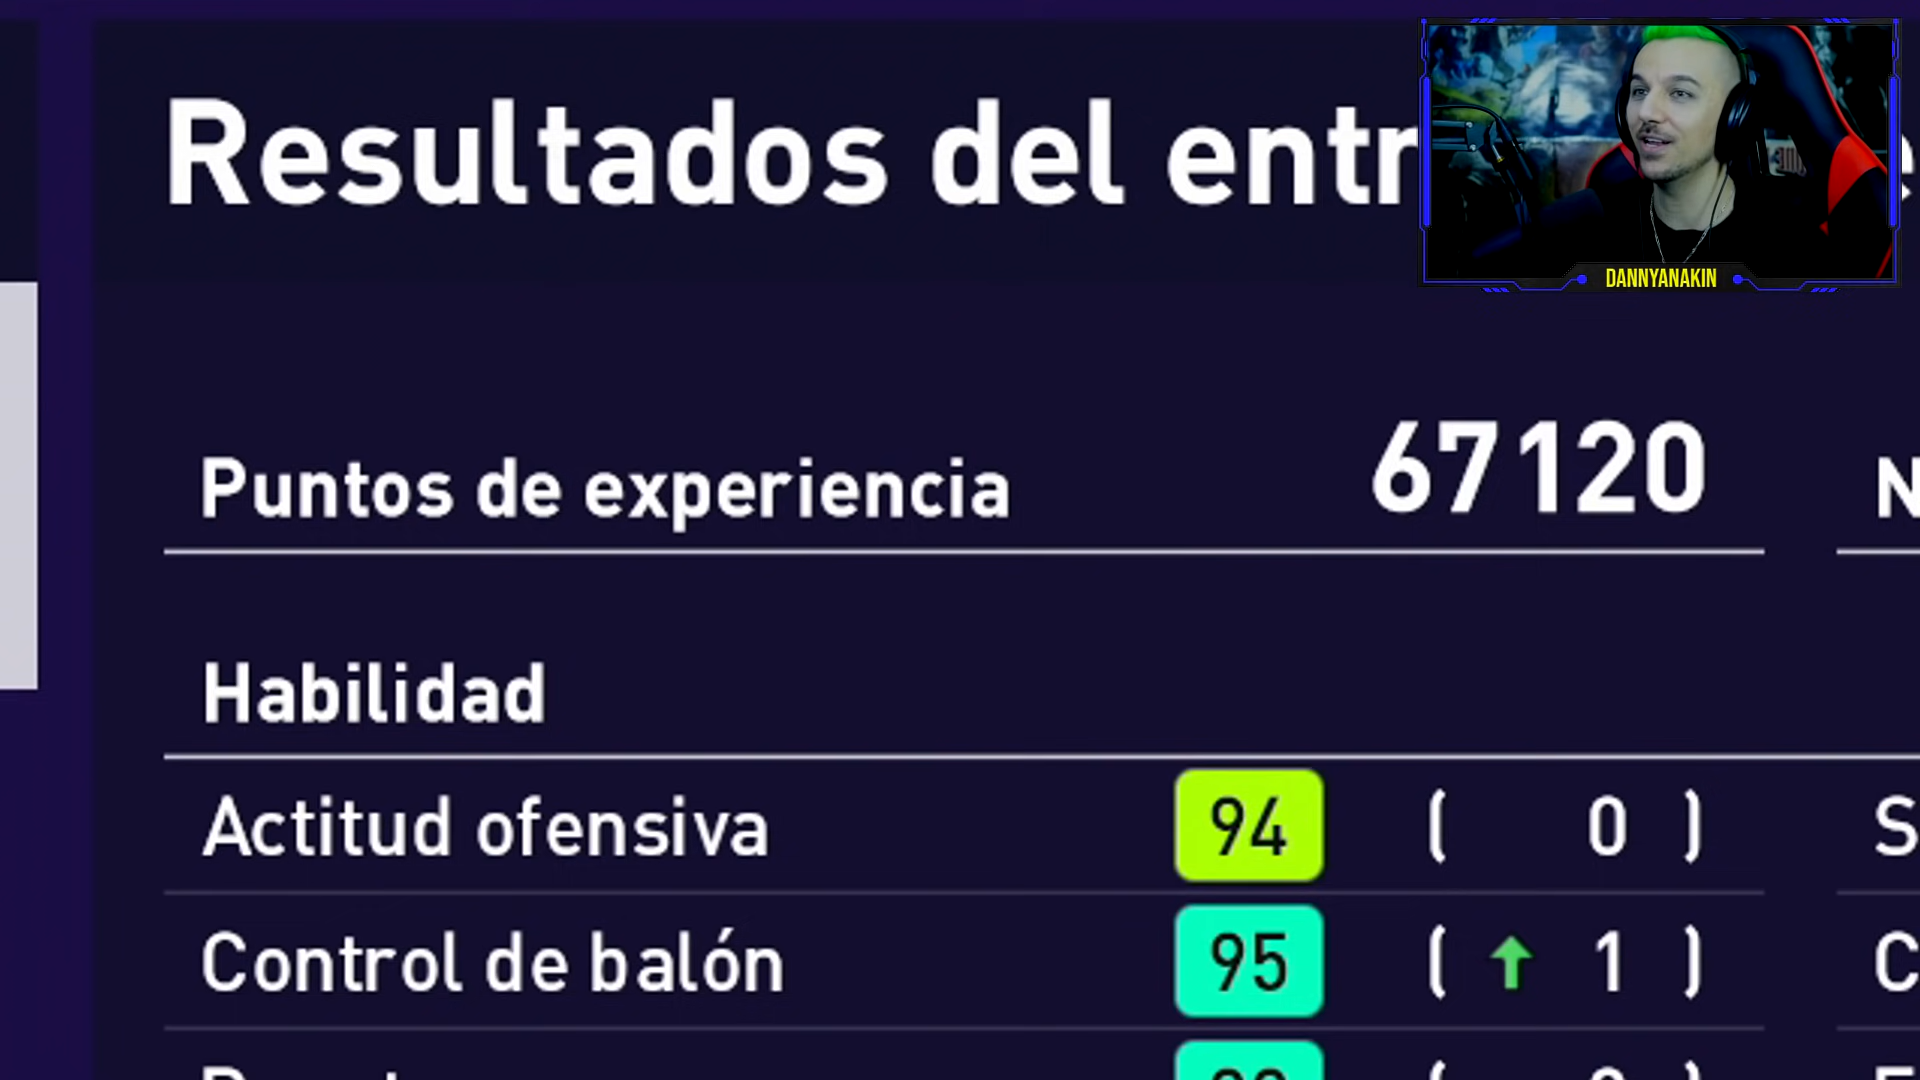 Resultados del entr
DANNYANAKIN
Puntos de experiencia 67120 N
Habilidad
Actitud ofensiva 94 ( 0 ) S
Control de balón 95 ( ↑ 1 ) C